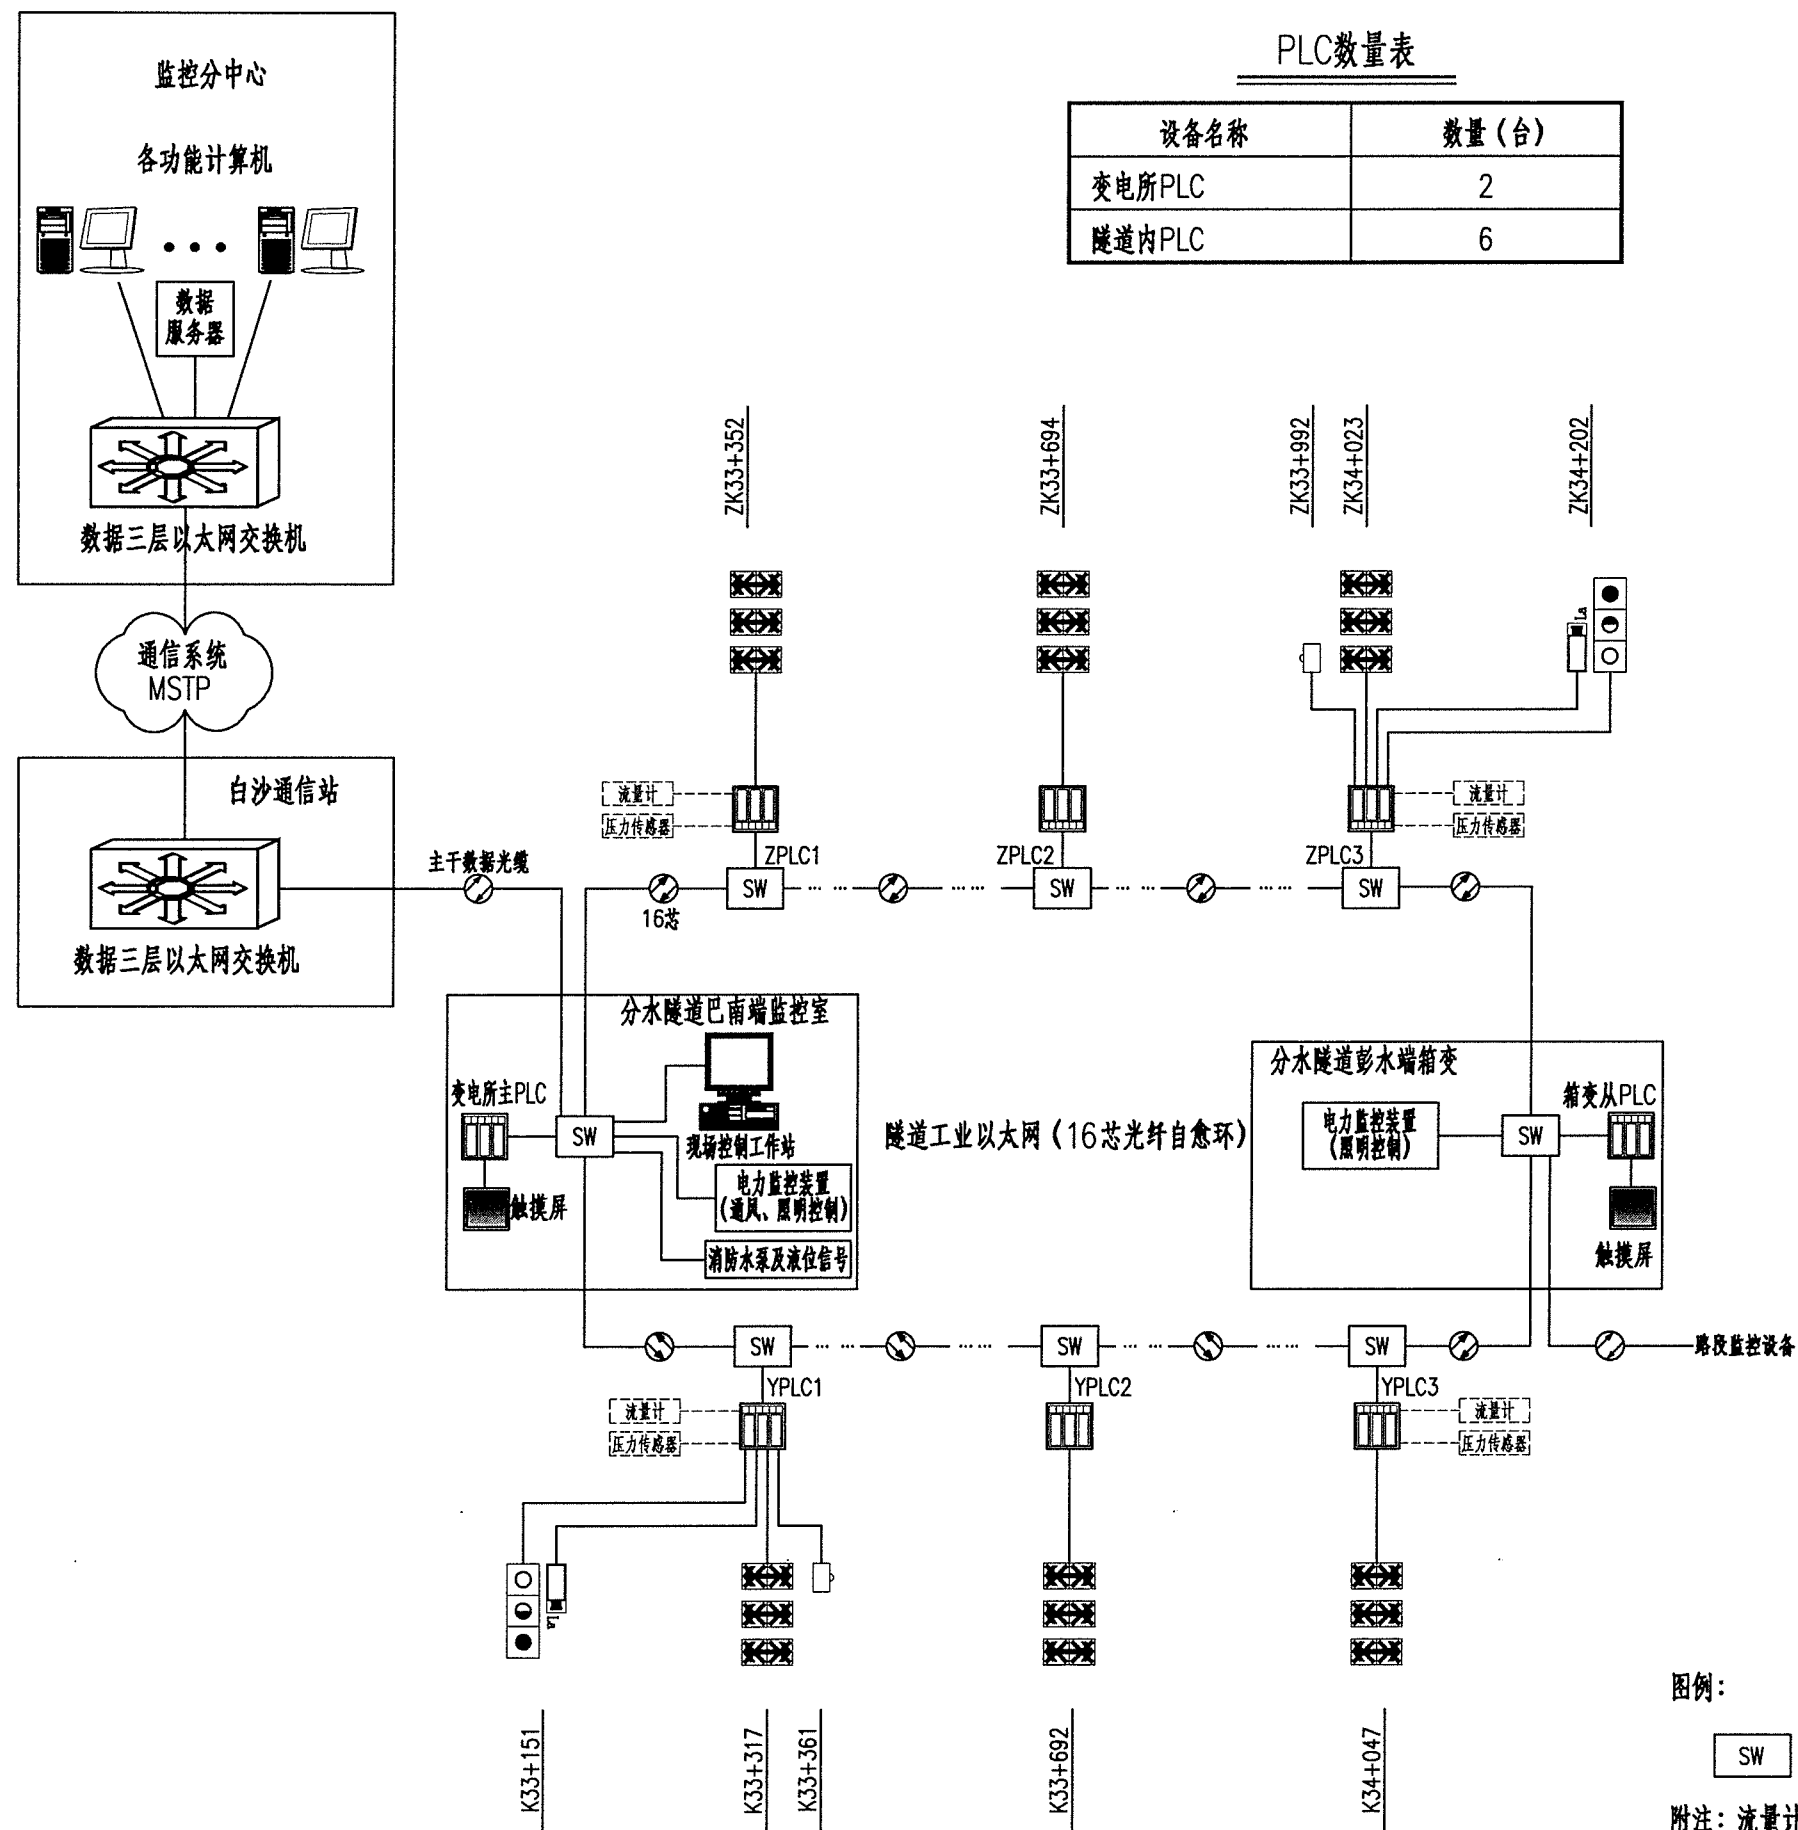 监控分中心
各功能计算机
数据
服务器
数据三层以太网交换机
通信系统
MSTP
白沙通信站
数据三层以太网交换机
PLC数量表
设备名称 数量（台）
变电所PLC 2
隧道内PLC 6
ZK33+352
ZK33+694
ZK33+992
ZK34+023
ZK34+202
La
流量计
压力传感器
流量计
压力传感器
主干数据光缆
ZPLC1
ZPLC2
ZPLC3
SW
SW
SW
16芯
分水隧道巴南端监控室
变电所主PLC
SW
现场控制工作站
触摸屏
电力监控装置
（通风、照明控制）
消防水泵及液位信号
隧道工业以太网（16芯光纤自愈环）
分水隧道彭水端箱变
箱变从PLC
电力监控装置
（照明控制）
SW
触摸屏
SW
SW
SW
路段监控设备
YPLC1
YPLC2
YPLC3
流量计
压力传感器
流量计
压力传感器
La
K33+151
K33+317
K33+361
K33+692
K34+047
图例：
SW
附注：流量计